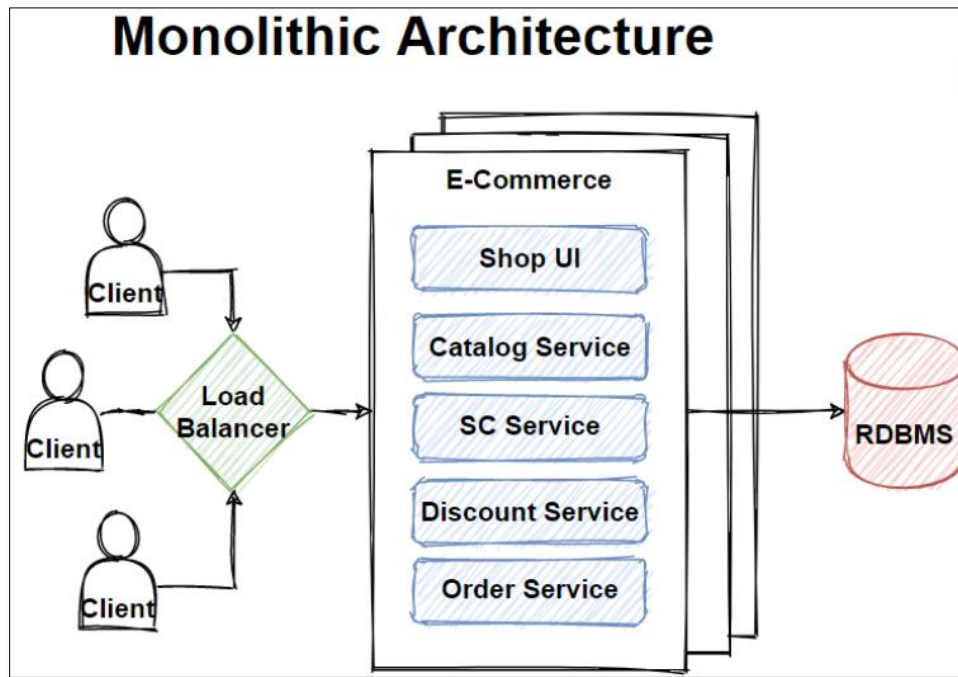 Monolithic Architecture
E-Commerce
Shop UI
Client
Catalog Service
Load
Balancer
SC Service
RDBMS
Client
Discount Service
Order Service
Client